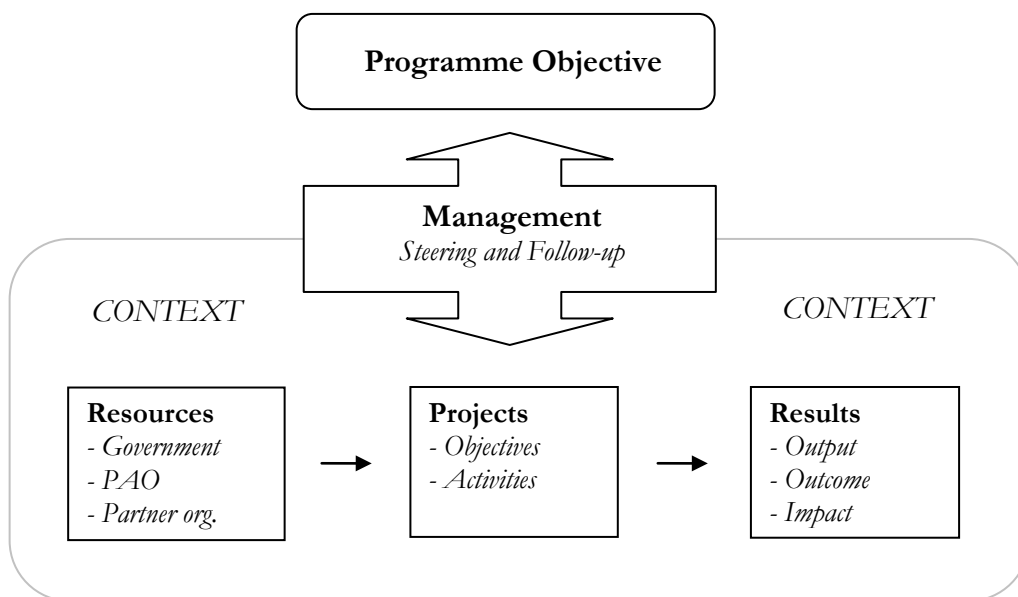 Programme Objective
Management
Steering and Follow-up
CONTEXT
CONTEXT
Resources
- Government
- PAO
- Partner org.
Projects
- Objectives
- Activities
Results
- Output
- Outcome
- Impact